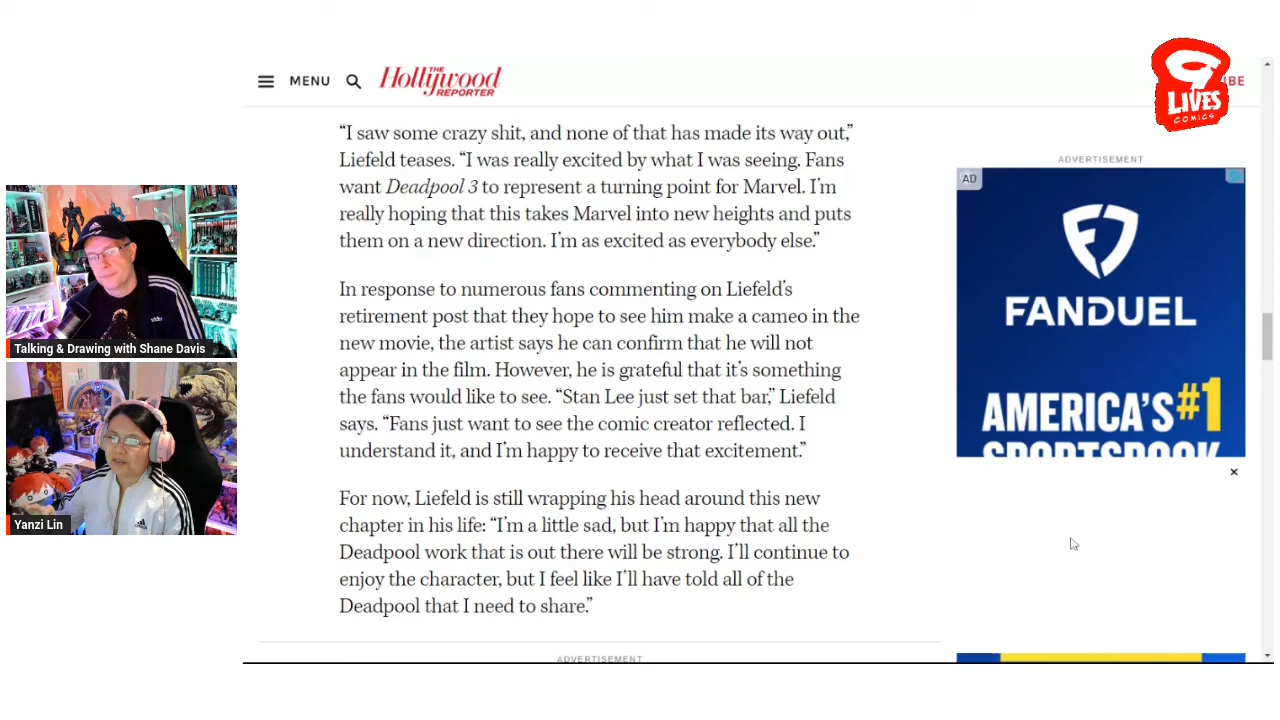 MENU
THE
Hollywood
REPORTER
BE
9
LIVES
COMICS
“I saw some crazy shit, and none of that has made its way out,”
Liefeld teases. “I was really excited by what I was seeing. Fans
want Deadpool 3 to represent a turning point for Marvel. I’m
really hoping that this takes Marvel into new heights and puts
them on a new direction. I’m as excited as everybody else.”
In response to numerous fans commenting on Liefeld’s
retirement post that they hope to see him make a cameo in the
new movie, the artist says he can confirm that he will not
appear in the film. However, he is grateful that it’s something
the fans would like to see. “Stan Lee just set that bar,” Liefeld
says. “Fans just want to see the comic creator reflected. I
understand it, and I’m happy to receive that excitement.”
For now, Liefeld is still wrapping his head around this new
chapter in his life: “I’m a little sad, but I’m happy that all the
Deadpool work that is out there will be strong. I’ll continue to
enjoy the character, but I feel like I’ll have told all of the
Deadpool that I need to share.”
ADVERTISEMENT
ADVERTISEMENT
AD
FANDUEL
AMERICA’S #1
SPORTSBOOK
Talking & Drawing with Shane Davis
Yanzi Lin